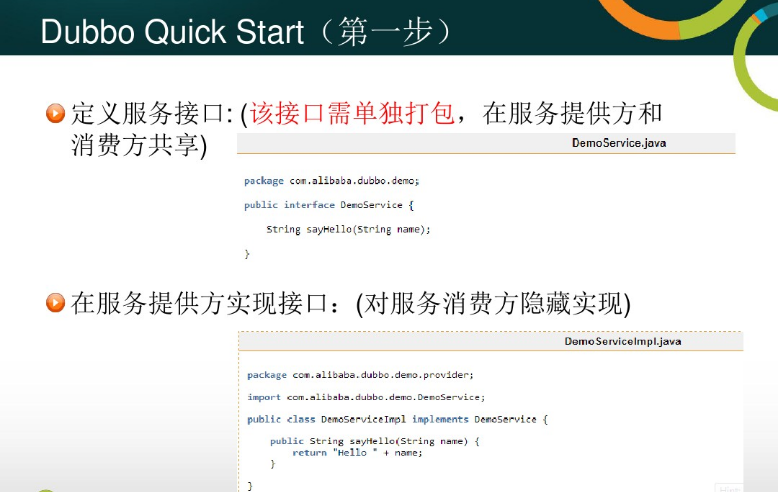 Dubbo Quick Start（第一步）
定义服务接口: (该接口需单独打包，在服务提供方和
消费方共享)
DemoService.java
package com.alibaba.dubbo.demo;
public interface DemoService {
String sayHello(String name);
}
在服务提供方实现接口：(对服务消费方隐藏实现)
DemoServiceImpl.java
package com.alibaba.dubbo.demo.provider;
import com.alibaba.dubbo.demo.DemoService;
public class DemoServiceImpl implements DemoService {
public String sayHello(String name) {
return "Hello " + name;
}
}